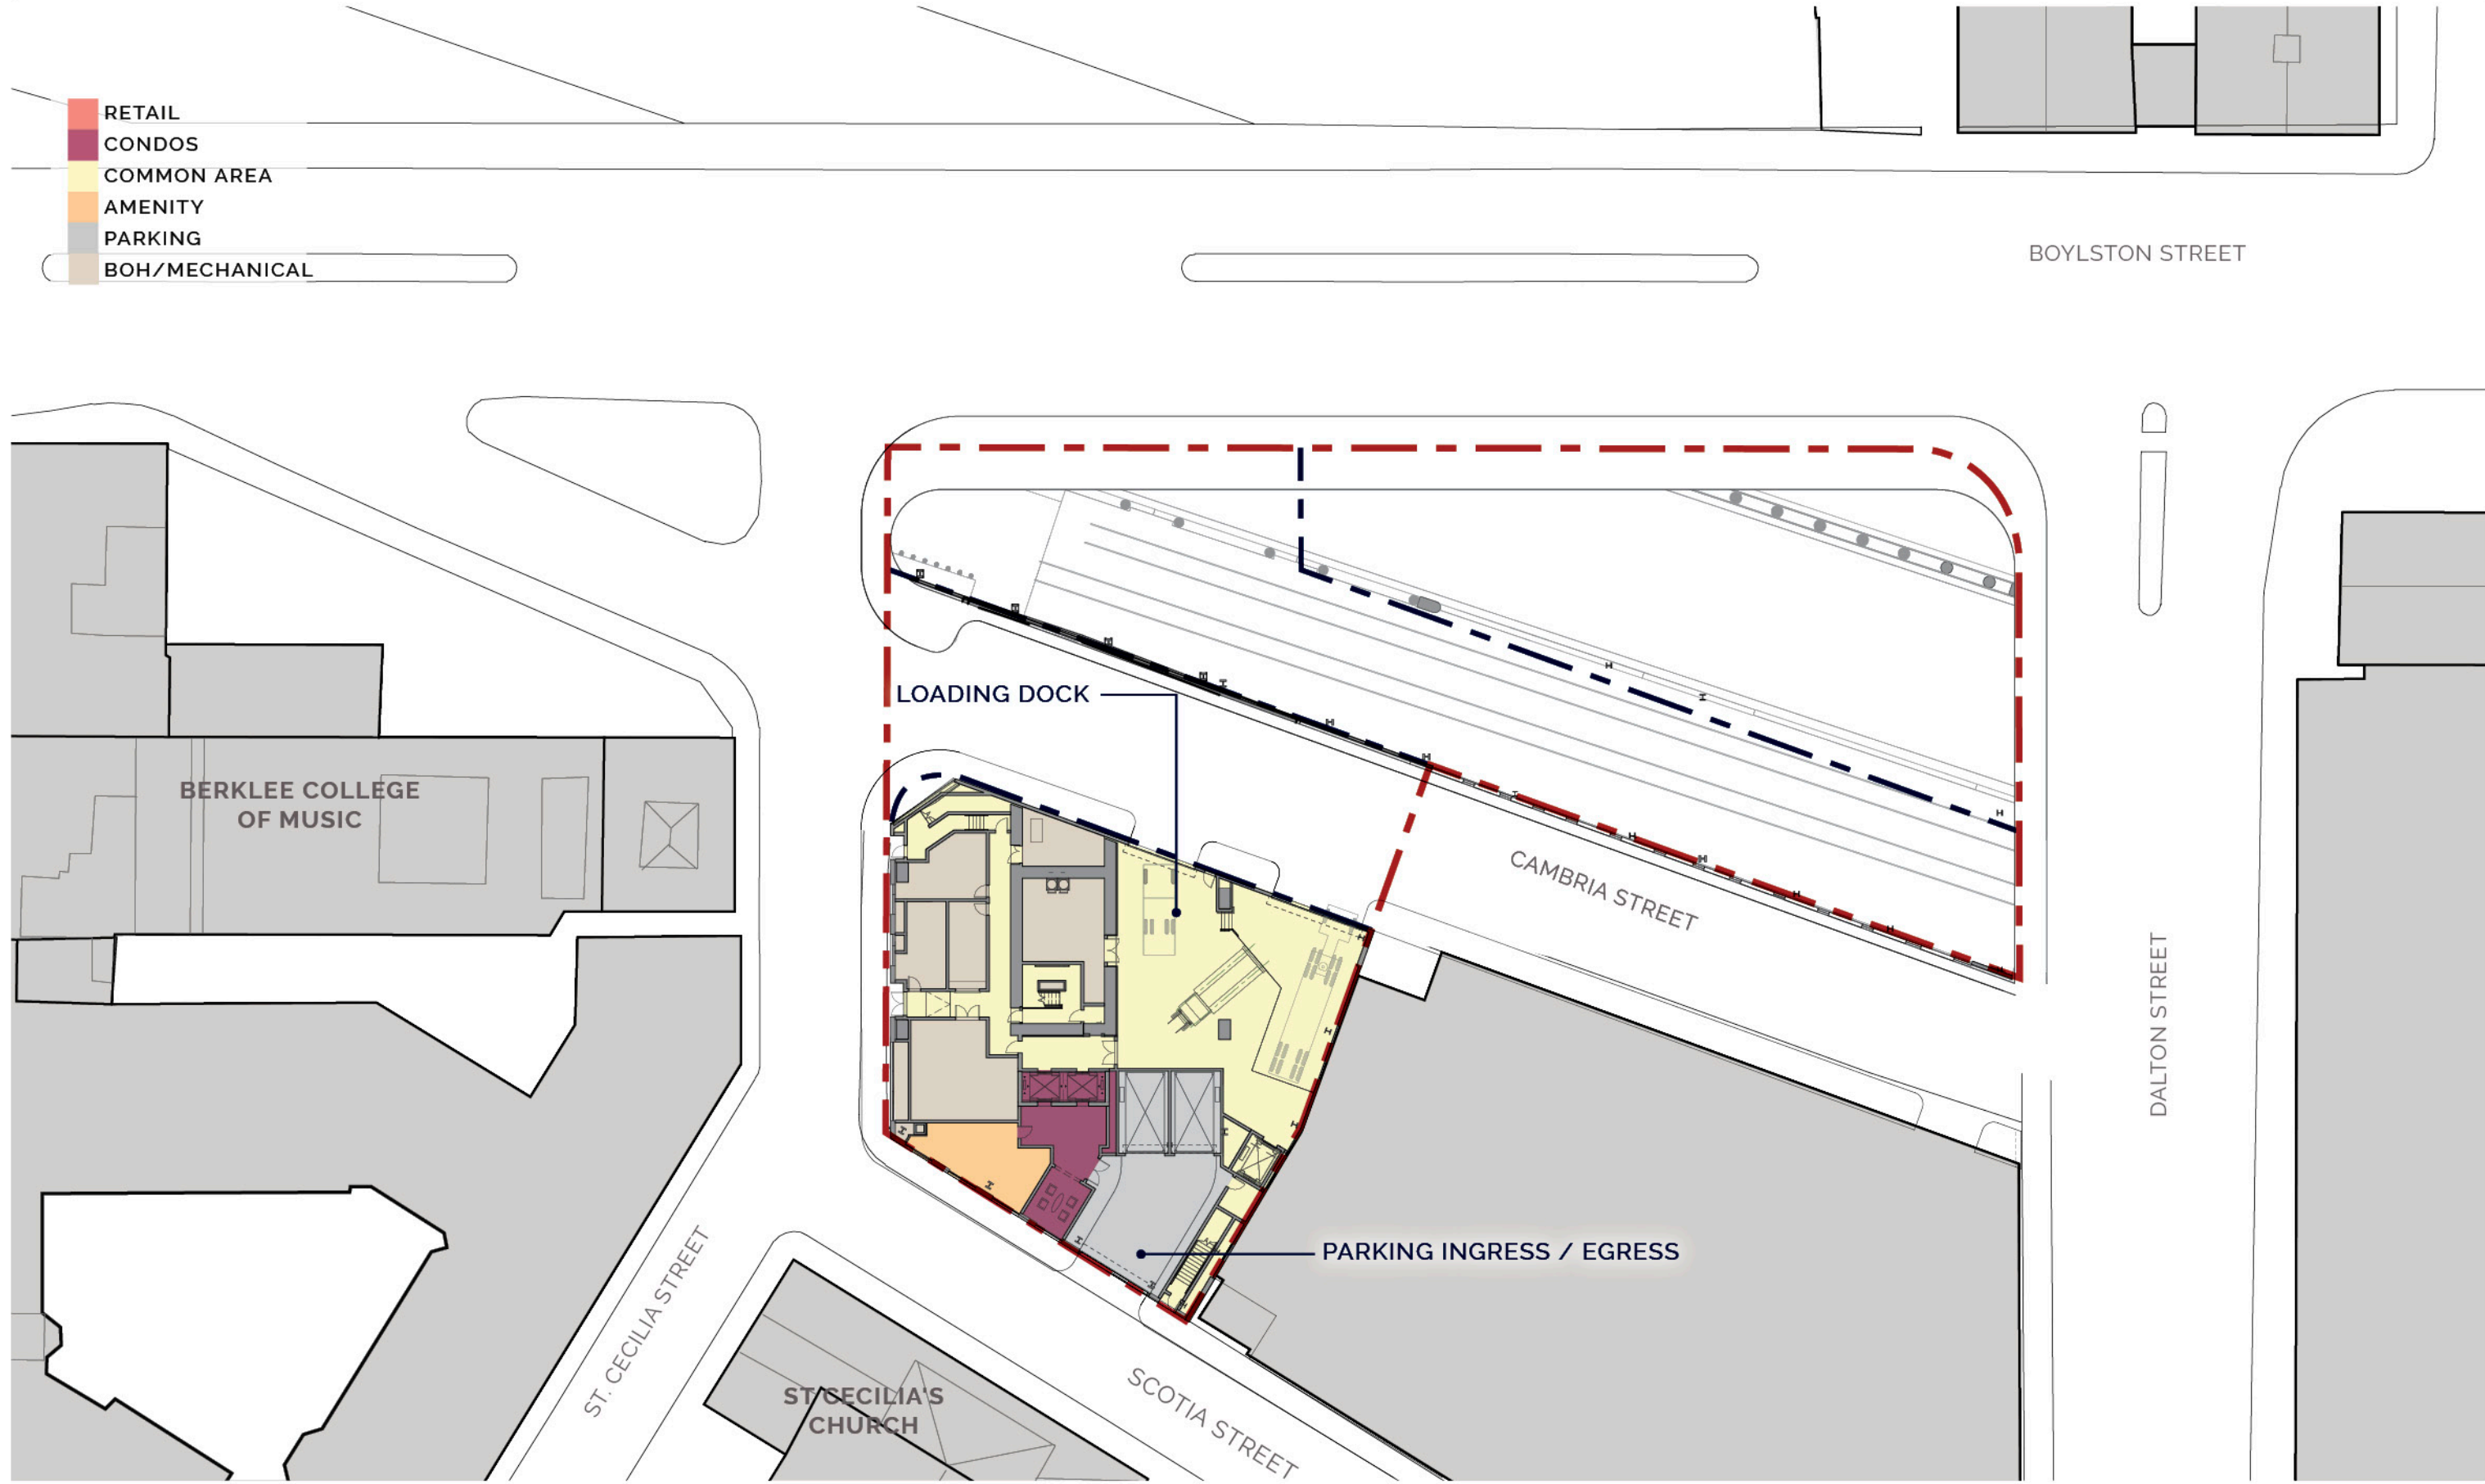 RETAIL
CONDOS
COMMON AREA
AMENITY
PARKING
BOH/MECHANICAL
BOYLSTON STREET
LOADING DOCK
BERKLEE COLLEGE
OF MUSIC
CAMBRIA STREET
DALTON STREET
PARKING INGRESS / EGRESS
ST. CECILIA STREET
ST CECILIA'S
CHURCH
SCOTIA STREET